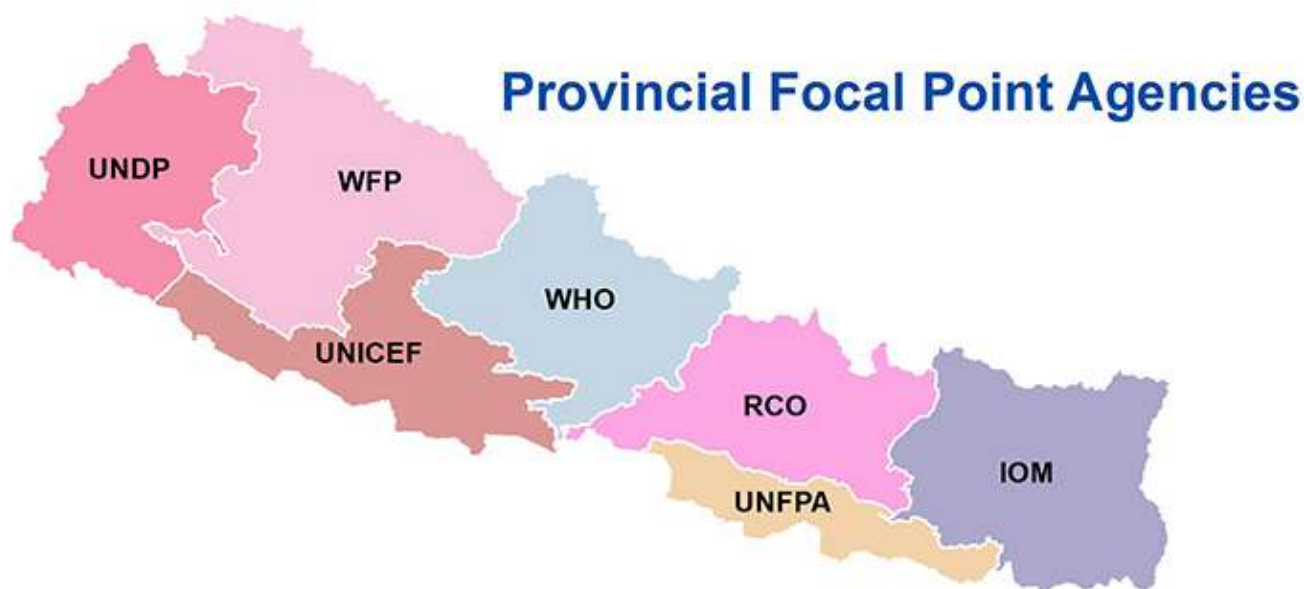 Provincial Focal Point Agencies
UNDP
WFP
WHO
UNICEF
RCO
IOM
UNFPA